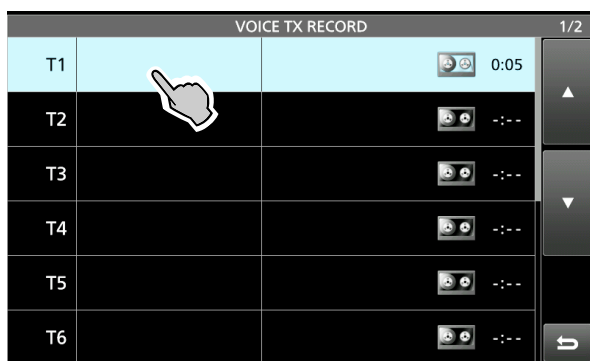 VOICE TX RECORD 1/2
T1 0:05
T2 -:--
T3 -:--
T4 -:--
T5 -:--
T6 -:--